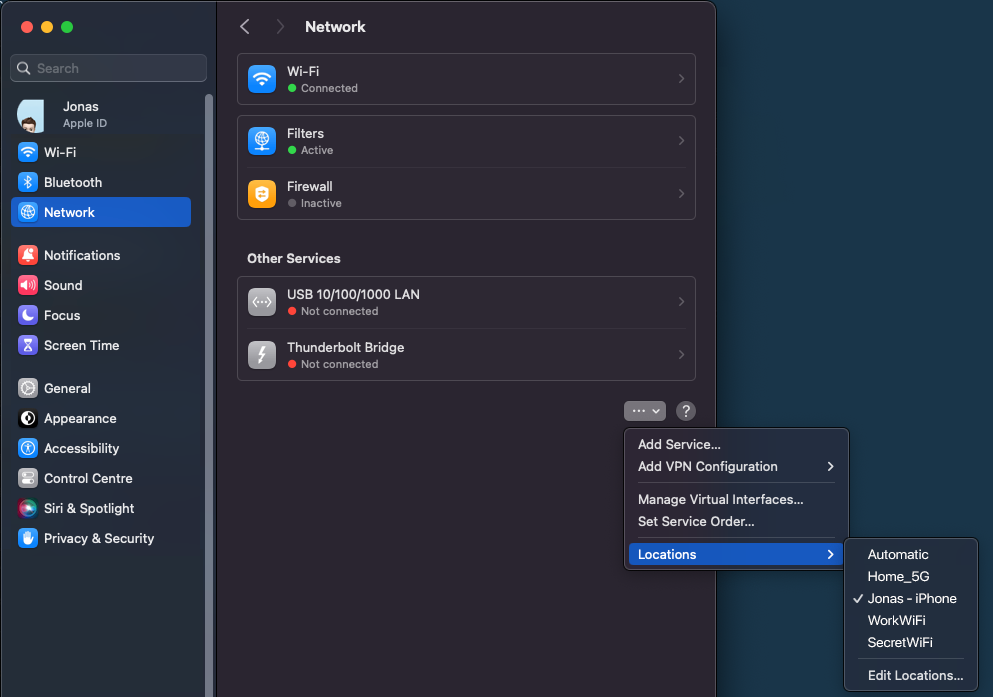 Network
Search
Jonas
Apple ID
Wi-Fi
Bluetooth
Network
Notifications
Sound
Focus
Screen Time
General
Appearance
Accessibility
Control Centre
Siri & Spotlight
Privacy & Security
Wi-Fi
Connected
Filters
Active
Firewall
Inactive
Other Services
USB 10/100/1000 LAN
Not connected
Thunderbolt Bridge
Not connected
?
Add Service...
Add VPN Configuration
Manage Virtual Interfaces...
Set Service Order...
Locations
Automatic
Home_5G
Jonas - iPhone
WorkWiFi
SecretWiFi
Edit Locations...